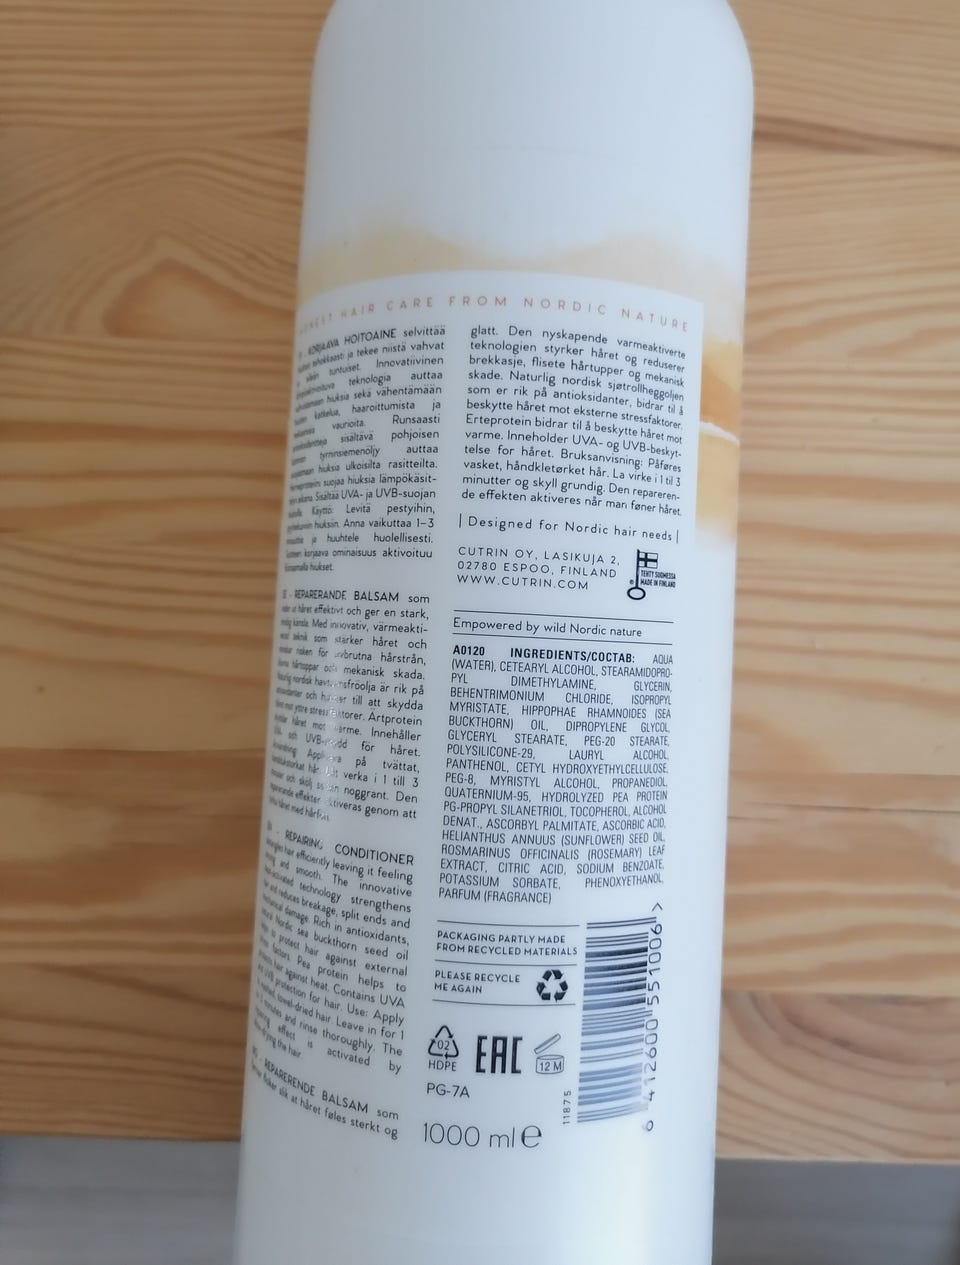 HONEST HAIR CARE FROM NORDIC NATURE
KORJAAVA HOITOAINE selvittää
tehokkaasti ja tekee niistä vahvat
tuntuiset. Innovatiivinen
teknologia auttaa
hiuksia sekä vähentämään
katkeilua, haaroittumista ja
vaurioita. Runsaasti
sisältävä pohjoisen
tyrninsiemenöljy auttaa
hiuksia ulkoisilta rasitteilta.
suojaa hiuksia lämpökäsit-
Sisältää UVA- ja UVB-suojan
Käyttö: Levitä pestyihin,
hiuksiin. Anna vaikuttaa 1–3
ja huuhtele huolellisesti.
korjaava ominaisuus aktivoituu
hiukset.
SE - REPARERANDE BALSAM som
håret effektivt och ger en stark,
känsla. Med innovativ, värmeakti-
teknik som stärker håret och
risken för avbrutna hårstrån,
hårtoppar och mekanisk skada.
nordisk havtornsfröolja är rik på
och hjälper till att skydda
mot yttre stressfaktorer. Ärtprotein
håret mot värme. Innehåller
och UVB-skydd för håret.
Applicera på tvättat,
hår. Låt verka i 1 till 3
och skölj sedan noggrant. Den
effekten aktiveras genom att
håret med hårfön.
REPAIRING CONDITIONER
hair efficiently leaving it feeling
and smooth. The innovative
technology strengthens
and reduces breakage, split ends and
mechanical damage. Rich in antioxidants,
Nordic sea buckthorn seed oil
to protect hair against external
factors. Pea protein helps to
hair against heat. Contains UVA
protection for hair. Use: Apply
towel-dried hair. Leave in for 1
minutes and rinse thoroughly. The
effect is activated by
the hair.
REPARERENDE BALSAM som
slik at håret føles sterkt og
glatt. Den nyskapende varmeaktiverte
teknologien styrker håret og reduserer
brekkasje, flisete hårtupper og mekanisk
skade. Naturlig nordisk sjøtrollheggoljen
som er rik på antioksidanter, bidrar til å
beskytte håret mot eksterne stressfaktorer.
Erteprotein bidrar til å beskytte håret mot
varme. Inneholder UVA- og UVB-beskyt-
telse for håret. Bruksanvisning: Påføres
vasket, håndkletørket hår. La virke i 1 til 3
minutter og skyll grundig. Den repareren-
de effekten aktiveres når man føner håret.
| Designed for Nordic hair needs |
CUTRIN OY, LASIKUJA 2,
02780 ESPOO, FINLAND
WWW.CUTRIN.COM
TEHTY SUOMESSA
MADE IN FINLAND
Empowered by wild Nordic nature
A0120 INGREDIENTS/СОСТАВ: AQUA
(WATER), CETEARYL ALCOHOL, STEARAMIDOPRO-
PYL DIMETHYLAMINE, GLYCERIN,
BEHENTRIMONIUM CHLORIDE, ISOPROPYL
MYRISTATE, HIPPOPHAE RHAMNOIDES (SEA
BUCKTHORN) OIL, DIPROPYLENE GLYCOL,
GLYCERYL STEARATE, PEG-20 STEARATE,
POLYSILICONE-29, LAURYL ALCOHOL,
PANTHENOL, CETYL HYDROXYETHYLCELLULOSE,
PEG-8, MYRISTYL ALCOHOL, PROPANEDIOL,
QUATERNIUM-95, HYDROLYZED PEA PROTEIN
PG-PROPYL SILANETRIOL, TOCOPHEROL, ALCOHOL
DENAT., ASCORBYL PALMITATE, ASCORBIC ACID,
HELIANTHUS ANNUUS (SUNFLOWER) SEED OIL,
ROSMARINUS OFFICINALIS (ROSEMARY) LEAF
EXTRACT, CITRIC ACID, SODIUM BENZOATE,
POTASSIUM SORBATE, PHENOXYETHANOL,
PARFUM (FRAGRANCE)
PACKAGING PARTLY MADE
FROM RECYCLED MATERIALS
PLEASE RECYCLE
ME AGAIN
02
HDPE
EAC
12 M
PG-7A
11875
6 412600 551006 >
1000 ml e